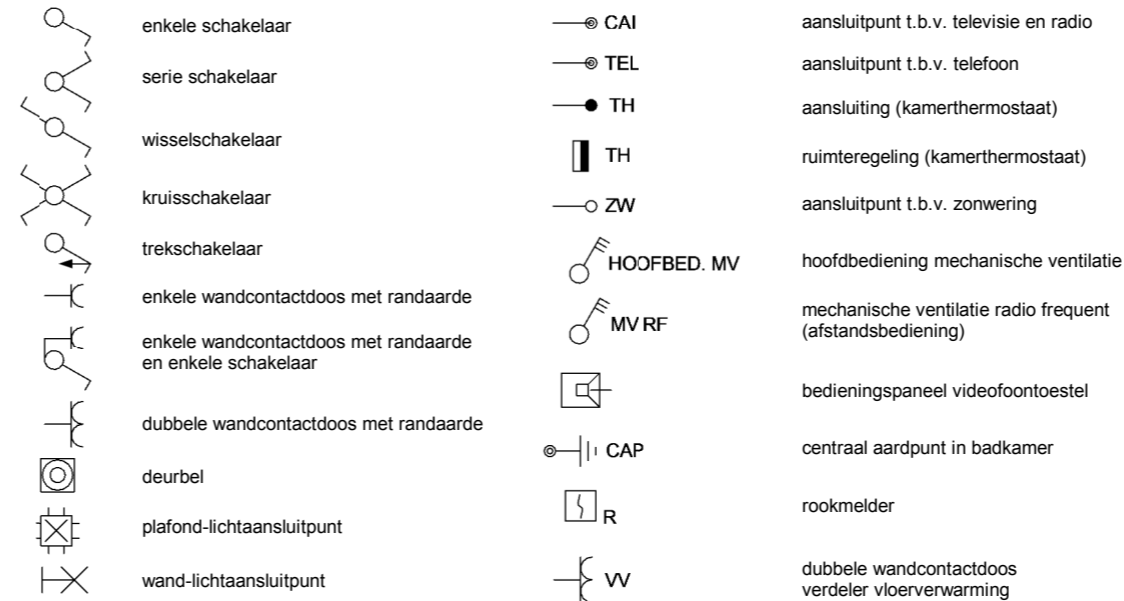 enkele schakelaar
serie schakelaar
wisselschakelaar
kruisschakelaar
trekschakelaar
enkele wandcontactdoos met randaarde
enkele wandcontactdoos met randaarde
en enkele schakelaar
dubbele wandcontactdoos met randaarde
deurbel
plafond-lichtaansluitpunt
wand-lichtaansluitpunt
CAI aansluitpunt t.b.v. televisie en radio
TEL aansluitpunt t.b.v. telefoon
TH aansluiting (kamerthermostaat)
TH ruimteregeling (kamerthermostaat)
ZW aansluitpunt t.b.v. zonwering
HOOFBED. MV hoofdbediening mechanische ventilatie
MV RF mechanische ventilatie radio frequent
(afstandsbediening)
bedieningspaneel videofoontoestel
CAP centraal aardpunt in badkamer
R rookmelder
VV dubbele wandcontactdoos
verdeler vloerverwarming